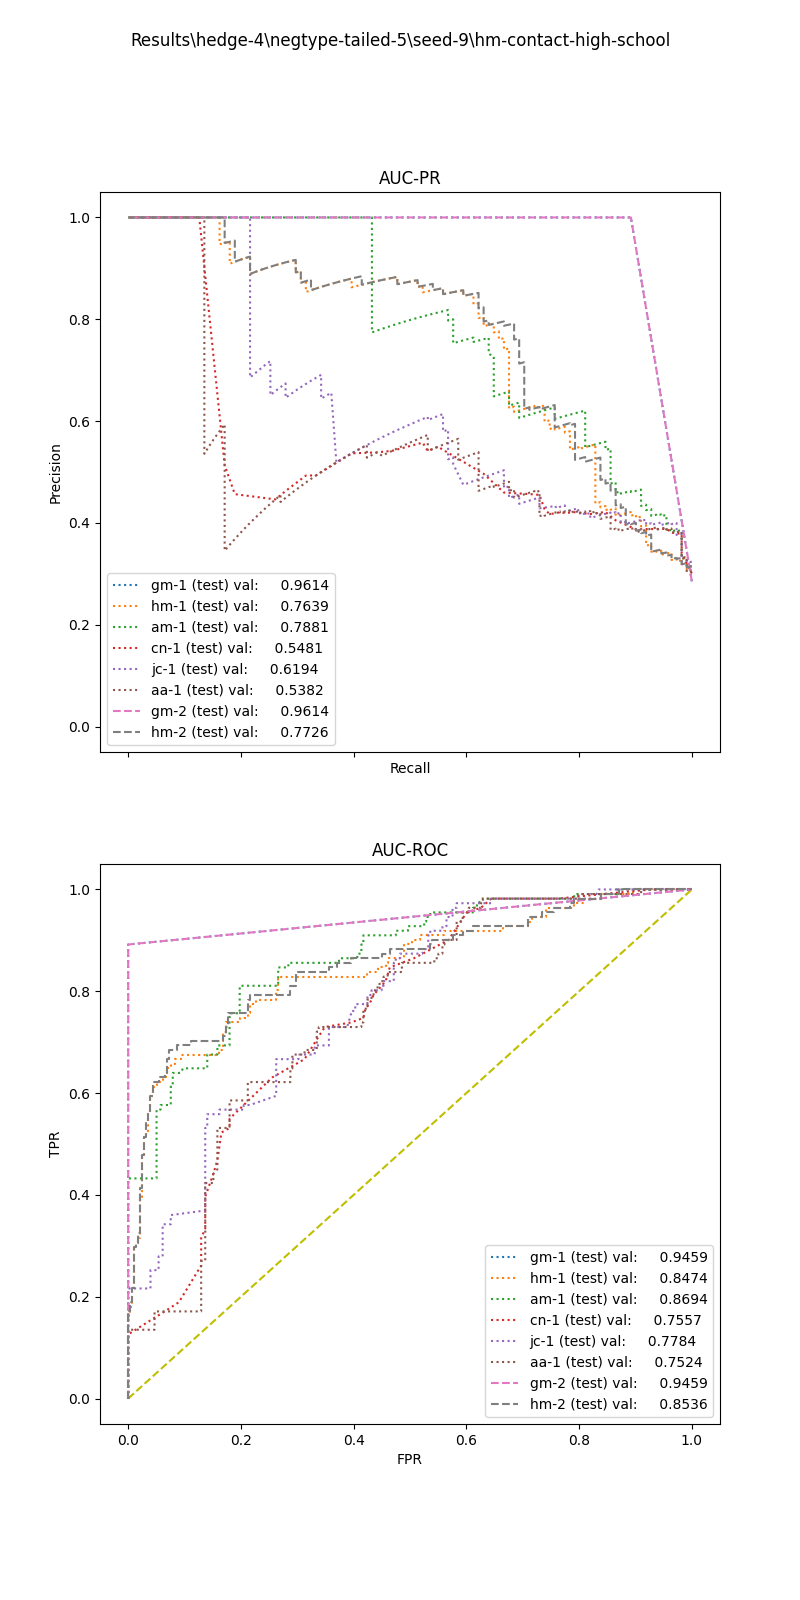 Results\hedge-4\negtype-tailed-5\seed-9\hm-contact-high-school
AUC-PR
1.0
0.8
0.6
0.4
0.2
0.0
Precision
gm-1 (test) val: 0.9614
hm-1 (test) val: 0.7639
am-1 (test) val: 0.7881
cn-1 (test) val: 0.5481
jc-1 (test) val: 0.6194
aa-1 (test) val: 0.5382
gm-2 (test) val: 0.9614
hm-2 (test) val: 0.7726
Recall
AUC-ROC
1.0
0.8
0.6
0.4
0.2
0.0
TPR
gm-1 (test) val: 0.9459
hm-1 (test) val: 0.8474
am-1 (test) val: 0.8694
cn-1 (test) val: 0.7557
jc-1 (test) val: 0.7784
aa-1 (test) val: 0.7524
gm-2 (test) val: 0.9459
hm-2 (test) val: 0.8536
0.0 0.2 0.4 0.6 0.8 1.0
FPR